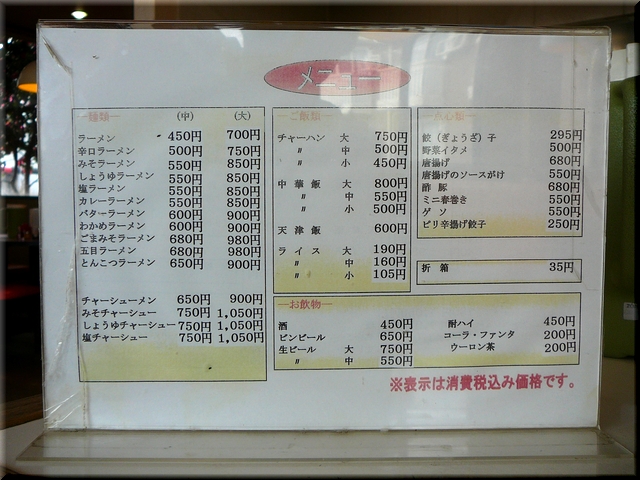 メニュー
麺類 (中) (大)
ラーメン 450円 700円
辛口ラーメン 500円 750円
みそラーメン 550円 850円
しょうゆラーメン 550円 850円
塩ラーメン 550円 850円
カレーラーメン 550円 850円
バターラーメン 600円 900円
わかめラーメン 600円 900円
ごまみそラーメン 680円 980円
五目ラーメン 680円 980円
とんこつラーメン 650円 900円
チャーシューメン 650円 900円
みそチャーシュー 750円 1,050円
しょうゆチャーシュー 750円 1,050円
塩チャーシュー 750円 1,050円
ご飯類
チャーハン 大 750円
〃 中 500円
〃 小 450円
中華飯 大 800円
〃 中 550円
〃 小 500円
天津飯 600円
ライス 大 190円
〃 中 160円
〃 小 105円
点心類
餃(ぎょうざ)子 295円
野菜イタメ 500円
唐揚げ 680円
唐揚げのソースがけ 550円
酢豚 680円
ミニ春巻き 550円
ゲソ 550円
ピリ辛揚げ餃子 250円
折箱 35円
お飲物
酒 450円
ビンビール 650円
生ビール 大 750円
〃 中 550円
酎ハイ 450円
コーラ・ファンタ 200円
ウーロン茶 200円
※表示は消費税込み価格です。